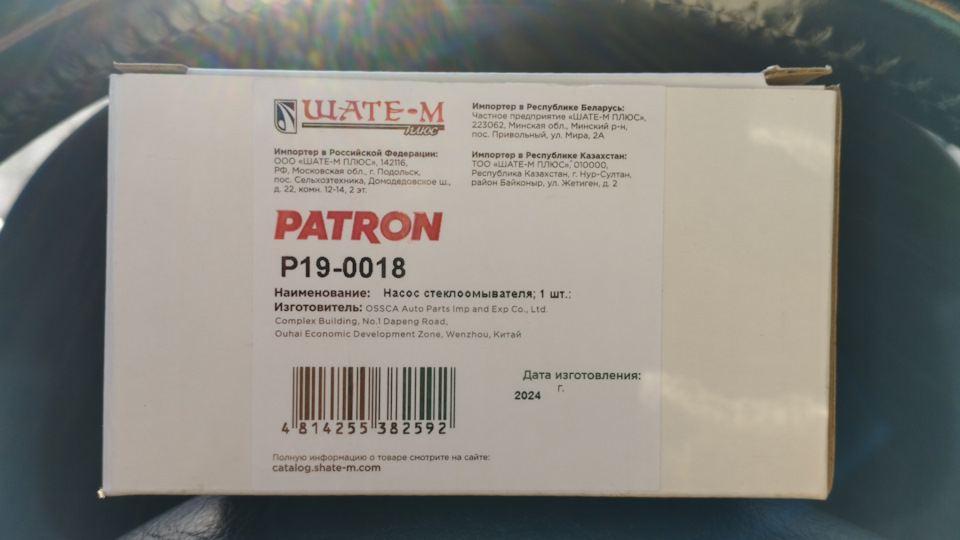 ШАТЕ-М
ПЛЮС
Импортер в Республике Беларусь:
Частное предприятие «ШАТЕ-М ПЛЮС»,
223062, Минская обл., Минский р-н,
пос. Привольный, ул. Мира, 2А
Импортер в Российской Федерации:
ООО «ШАТЕ-М ПЛЮС», 142116,
РФ, Московская обл., г. Подольск,
пос. Сельхозтехника, Домодедовское ш.,
д. 22, комн. 12-14, 2 эт.
Импортер в Республике Казахстан:
ТОО «ШАТЕ-М ПЛЮС», 010000,
Республика Казахстан, г. Нур-Султан,
район Байконыр, ул. Жетиген, д. 2
PATRON
P19-0018
Наименование: Насос стеклоомывателя; 1 шт.:
Изготовитель: OSSCA Auto Parts Imp and Exp Co., Ltd.
Complex Building, No.1 Dapeng Road,
Ouhai Economic Development Zone, Wenzhou, Китай
4 814255 382592
Дата изготовления:
2024 г.
Полную информацию о товаре смотрите на сайте:
catalog.shate-m.com